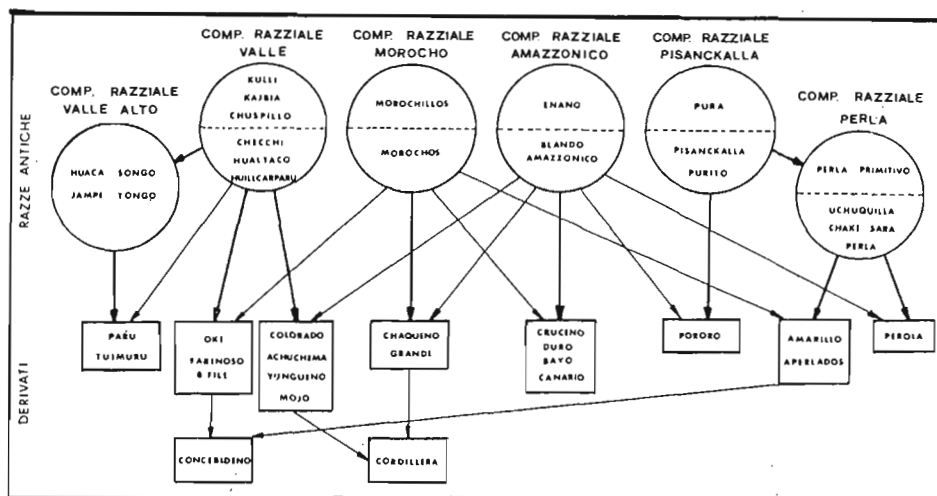 COMP. RAZZIALE
VALLE
COMP. RAZZIALE
MOROCHO
COMP. RAZZIALE
AMAZZONICO
COMP. RAZZIALE
PISANCKALLA
COMP. RAZZIALE
VALLE ALTO
COMP. RAZZIALE
PERLA
RAZZE ANTICHE
HUACA SONGO
JAMPE YONGO
KULLI
KAJBIA
CHUSPILLO
CHECCHI
HUALTACO
HUILLCARPARU
MOROCHILLOS
MOROCHOS
ENANO
BLANDO
AMAZZONICO
PURA
PISANCKALLA
PURITO
PERLA PRIMITIVO
UCHUQUILLA
CHAKI SARA
PERLA
DERIVATI
PARU
TUIMURU
OKI
FARINOSO
8 FILE
COLORADO
ACHUCHEMA
YUNGUENO
MOJO
CHAQUENO
GRANDE
CRUCENO
DURO
BAYO
CANARIO
PORORO
AMARILLO
APERLADOS
PEROLA
CONCEBIDENO
CORDILLERA